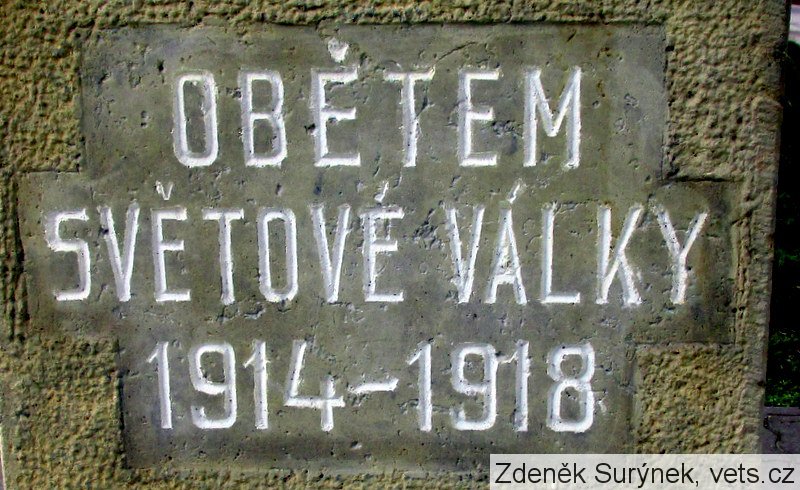 OBĚTEM
SVĚTOVÉ VÁLKY
1914-1918
Zdeněk Surýnek, vets.cz